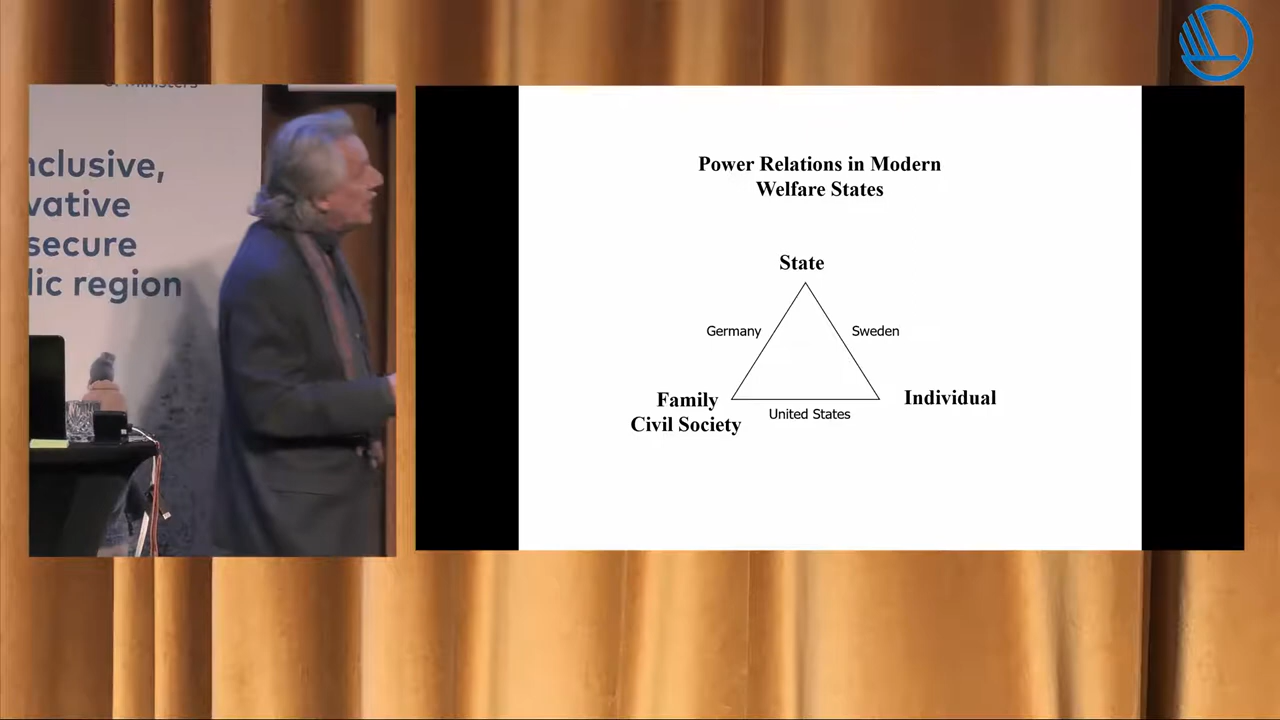 nclusive,
vative
secure
lic region
Power Relations in Modern
Welfare States
State
Germany
Sweden
Family
Civil Society
Individual
United States